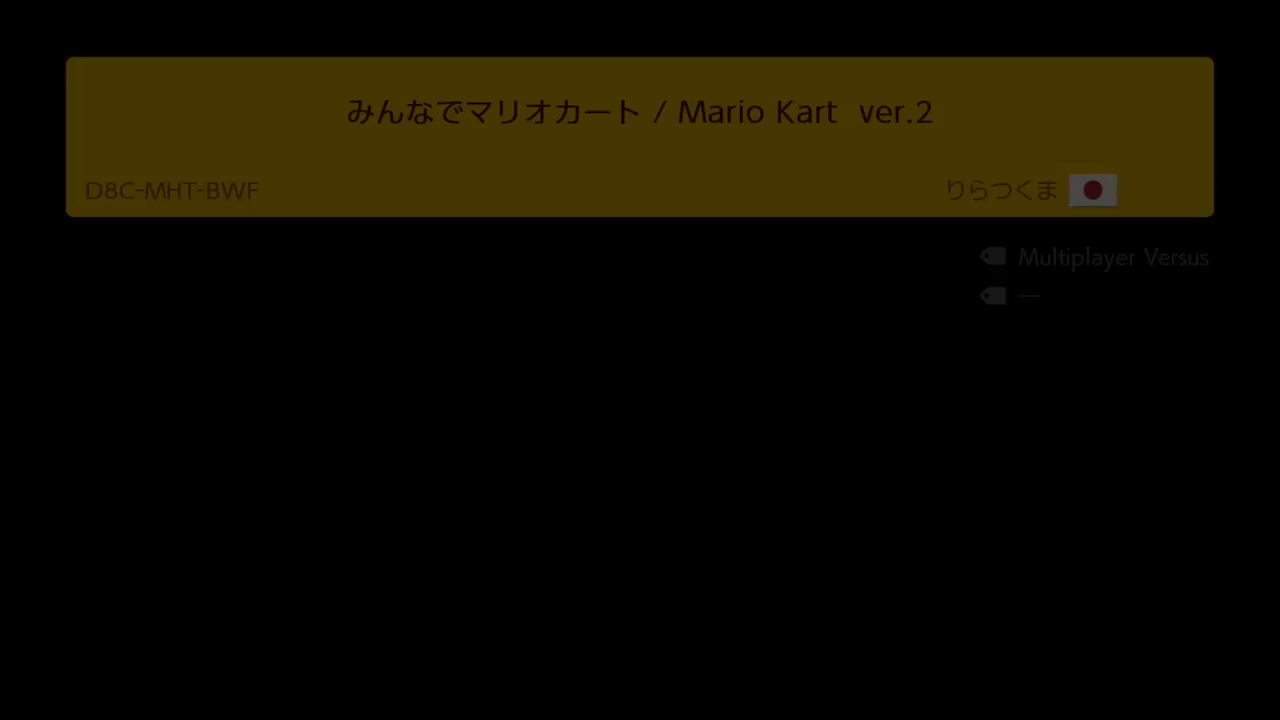 みんなでマリオカート / Mario Kart ver.2
D8C-MHT-BWF
りらつくま
Multiplayer Versus
—